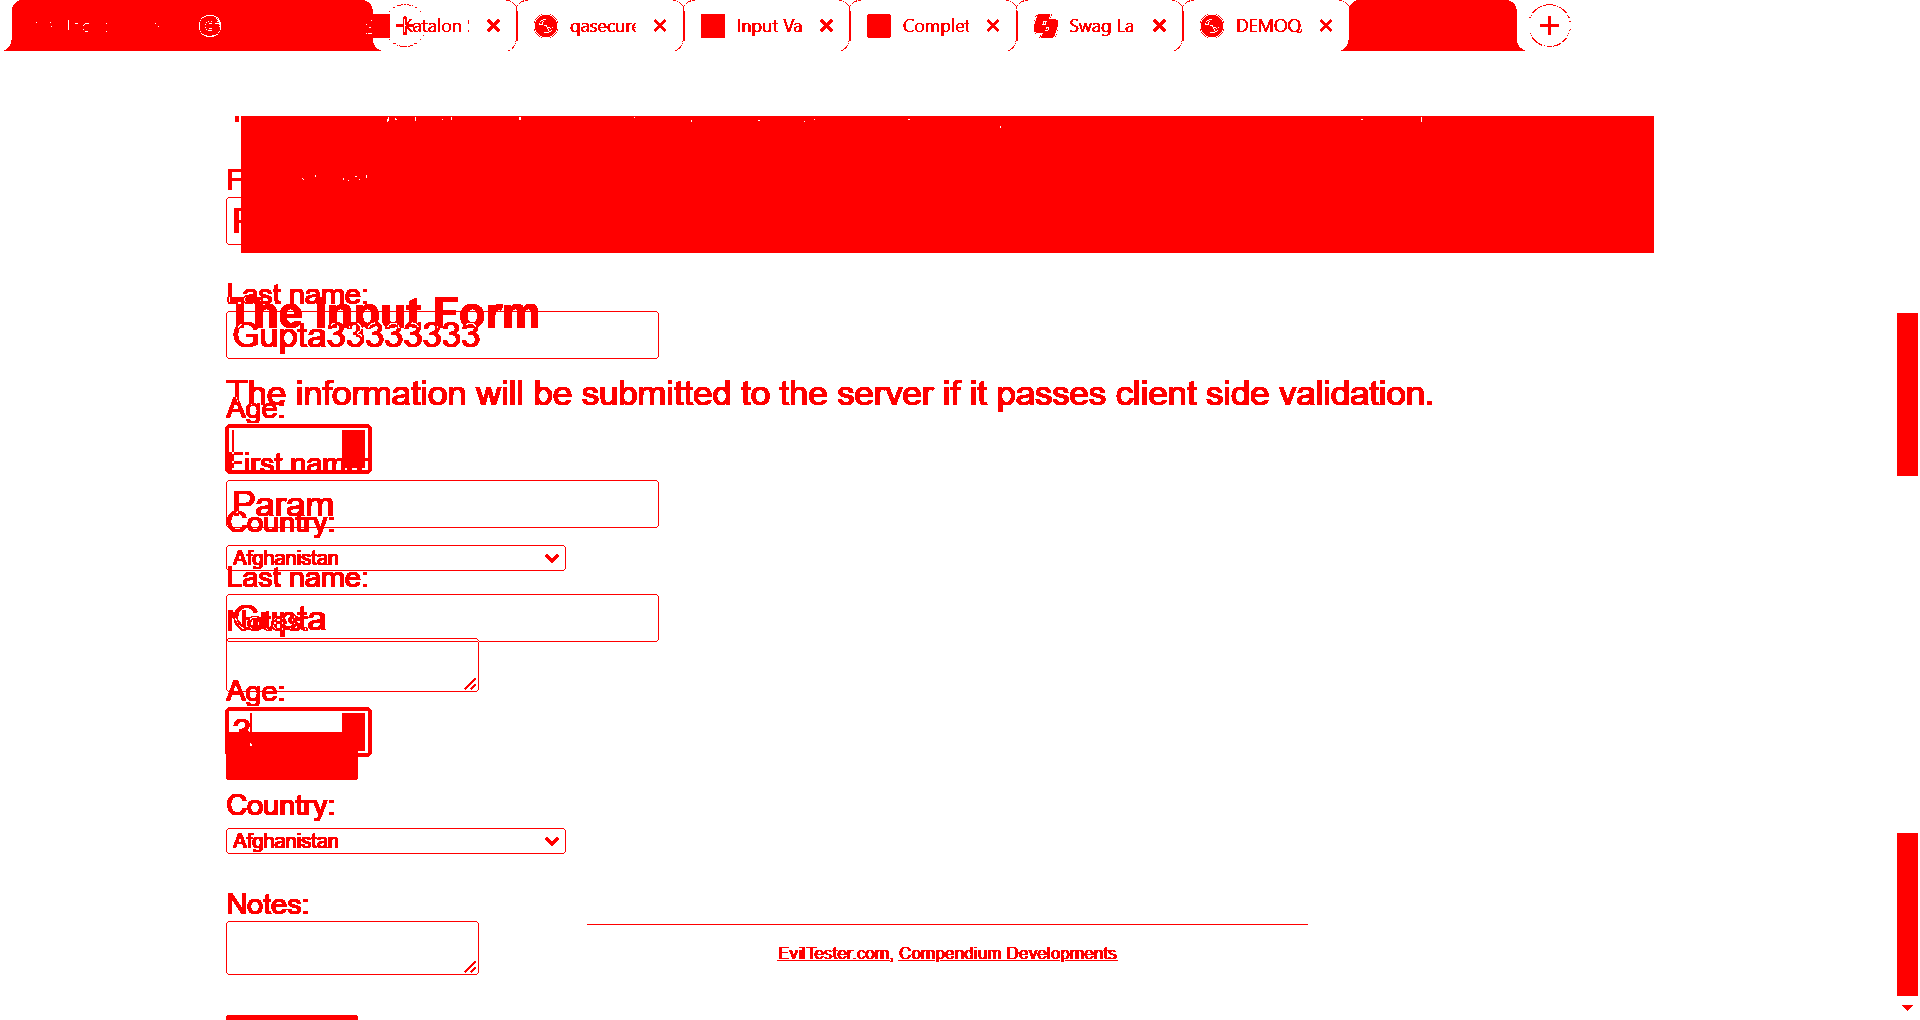 Katalon
qasecure
Input Va
Complet
Swag La
DEMOQ
Last name:
The Input Form
Gupta33333333
The information will be submitted to the server if it passes client side validation.
Age:
First name:
Param
Country:
Afghanistan
Last name:
Gupta
Notes:
Age:
3
Country:
Afghanistan
Notes:
EvilTester.com, Compendium Developments